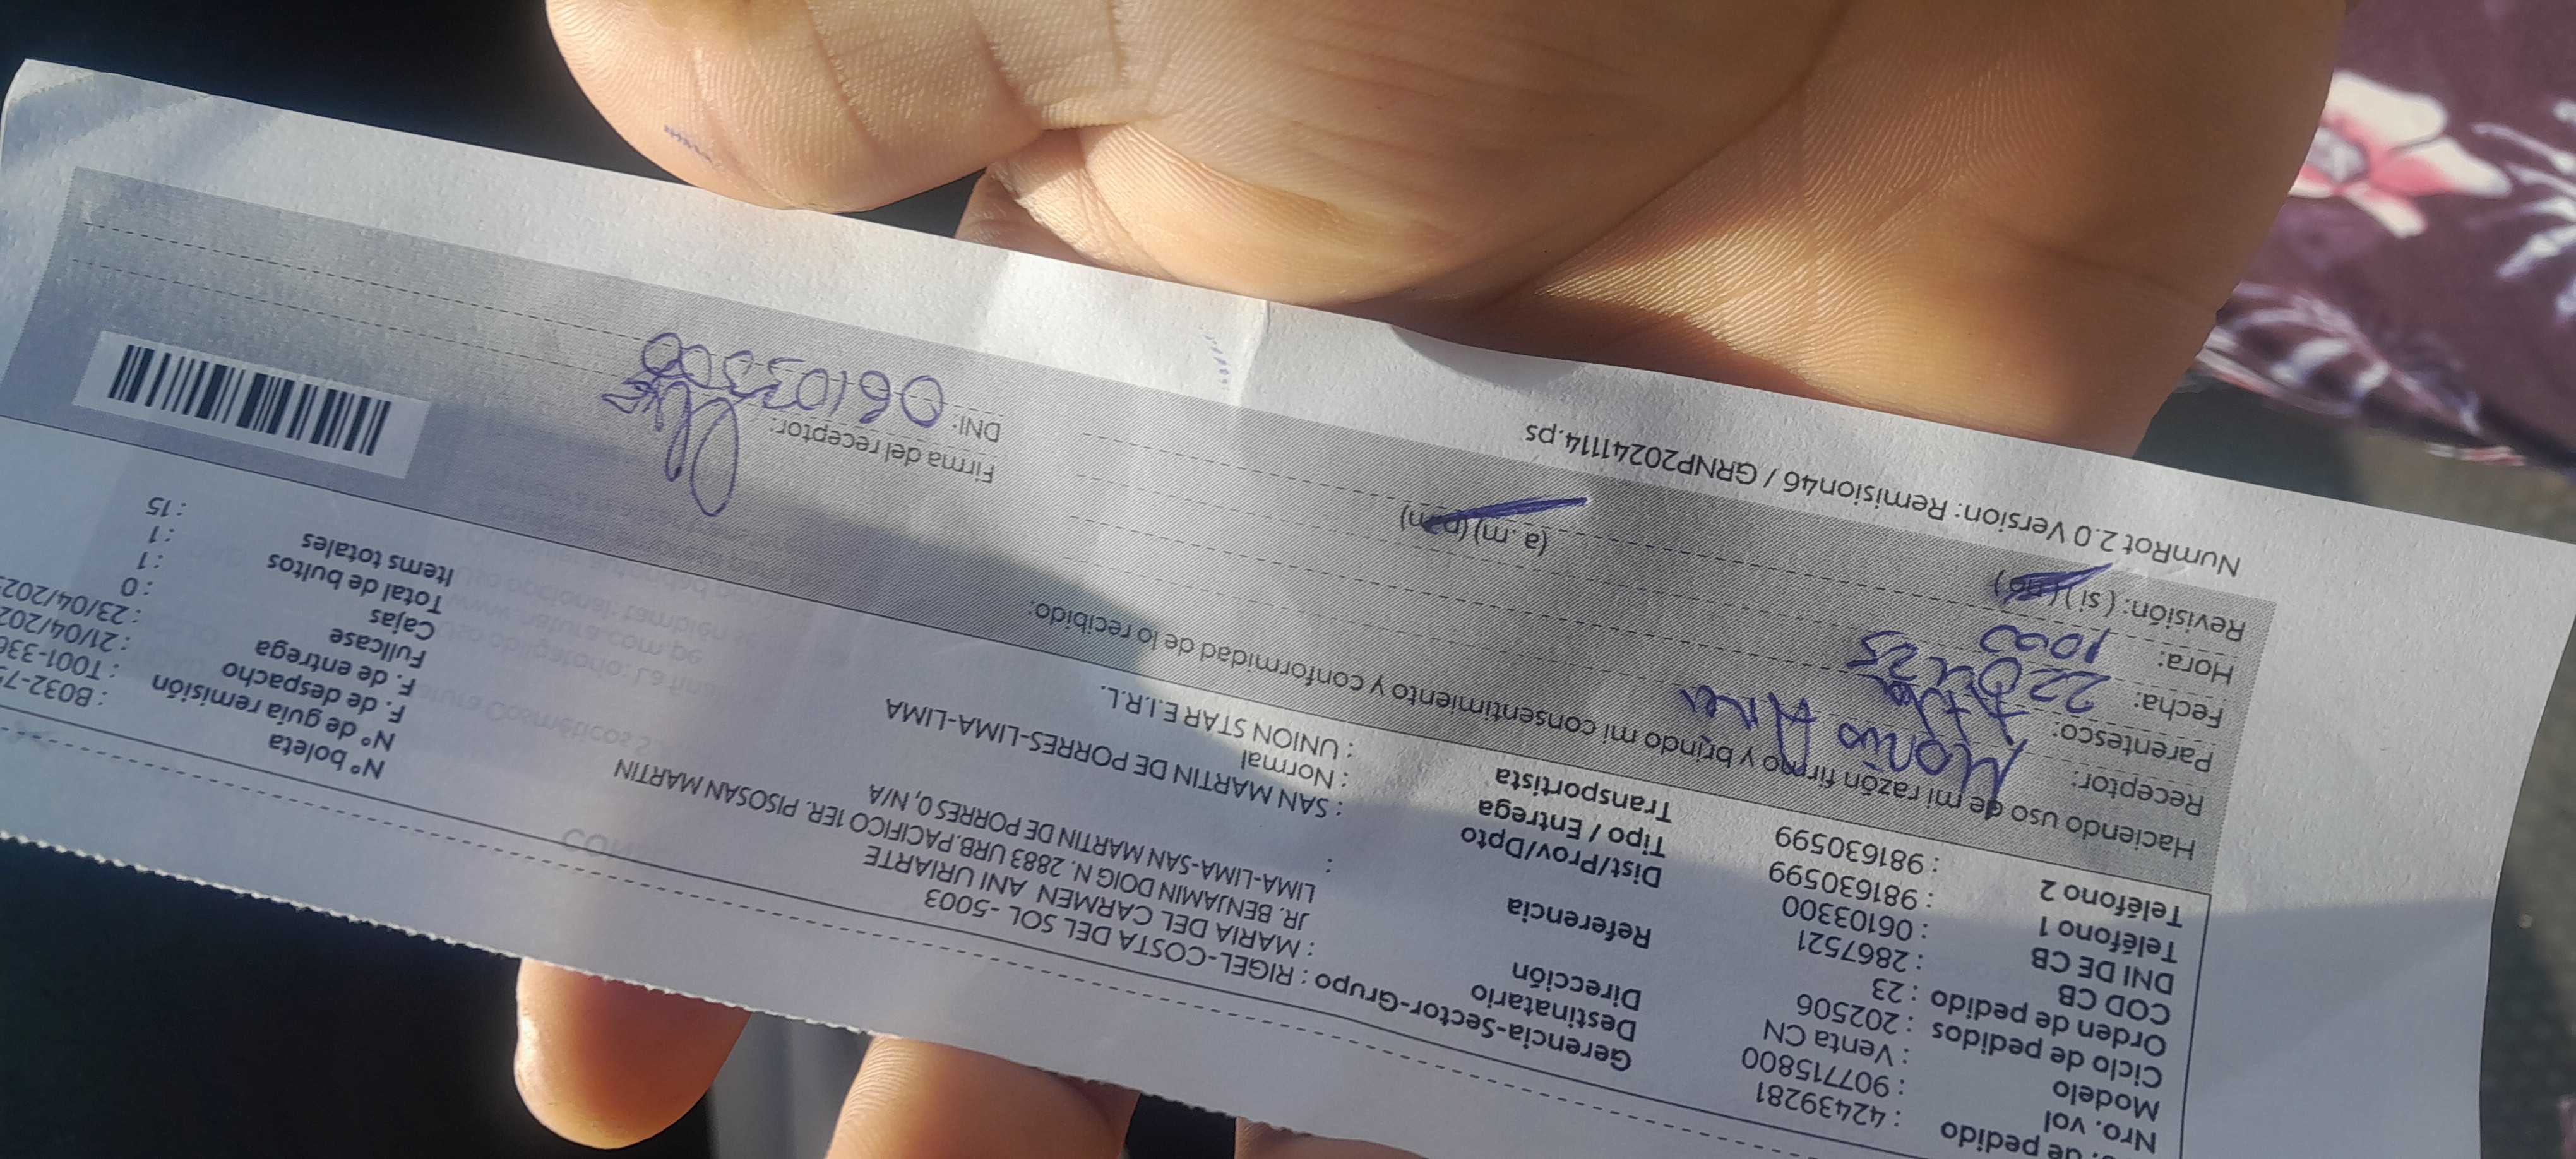 de pedido : 42439281
Nro. vol : 907715800
Modelo : Venta CN
Ciclo de pedidos : 202506
Orden de pedido : 23
COD CB : 2867521
DNI DE CB : 06103300
Teléfono 1 : 981630599
Teléfono 2 : 981630599
Gerencia-Sector-Grupo : RIGEL-COSTA DEL SOL -5003
Destinatario : MARIA DEL CARMEN ANI URIARTE
Dirección JR. BENJAMIN DOIG N. 2883 URB.PACIFICO 1ER. PISOSAN MARTIN
LIMA-LIMA-SAN MARTIN DE PORRES 0, N/A
Referencia :
Dist/Prov/Dpto : SAN MARTIN DE PORRES-LIMA-LIMA
Tipo / Entrega : Normal
Transportista : UNION STAR E.I.R.L.
N° boleta : B032-75
N° de guía remisión : T001-336
F. de despacho : 21/04/202
F. de entrega : 23/04/202
Fullcase : 0
Cajas : 1
Total de bultos : 1
Items totales : 15
Haciendo uso de mi razón firmo y brindo mi consentimiento y conformidad de lo recibido:
Receptor:
Parentesco:
Fecha: 22 04 25
Hora: 1000
(a. m) (p.m)
Revisión: ( si ) ( no )
Firma del receptor:
DNI: 06103300
NumRot 2.0 Version: Remision46 / GRNP20241114.ps